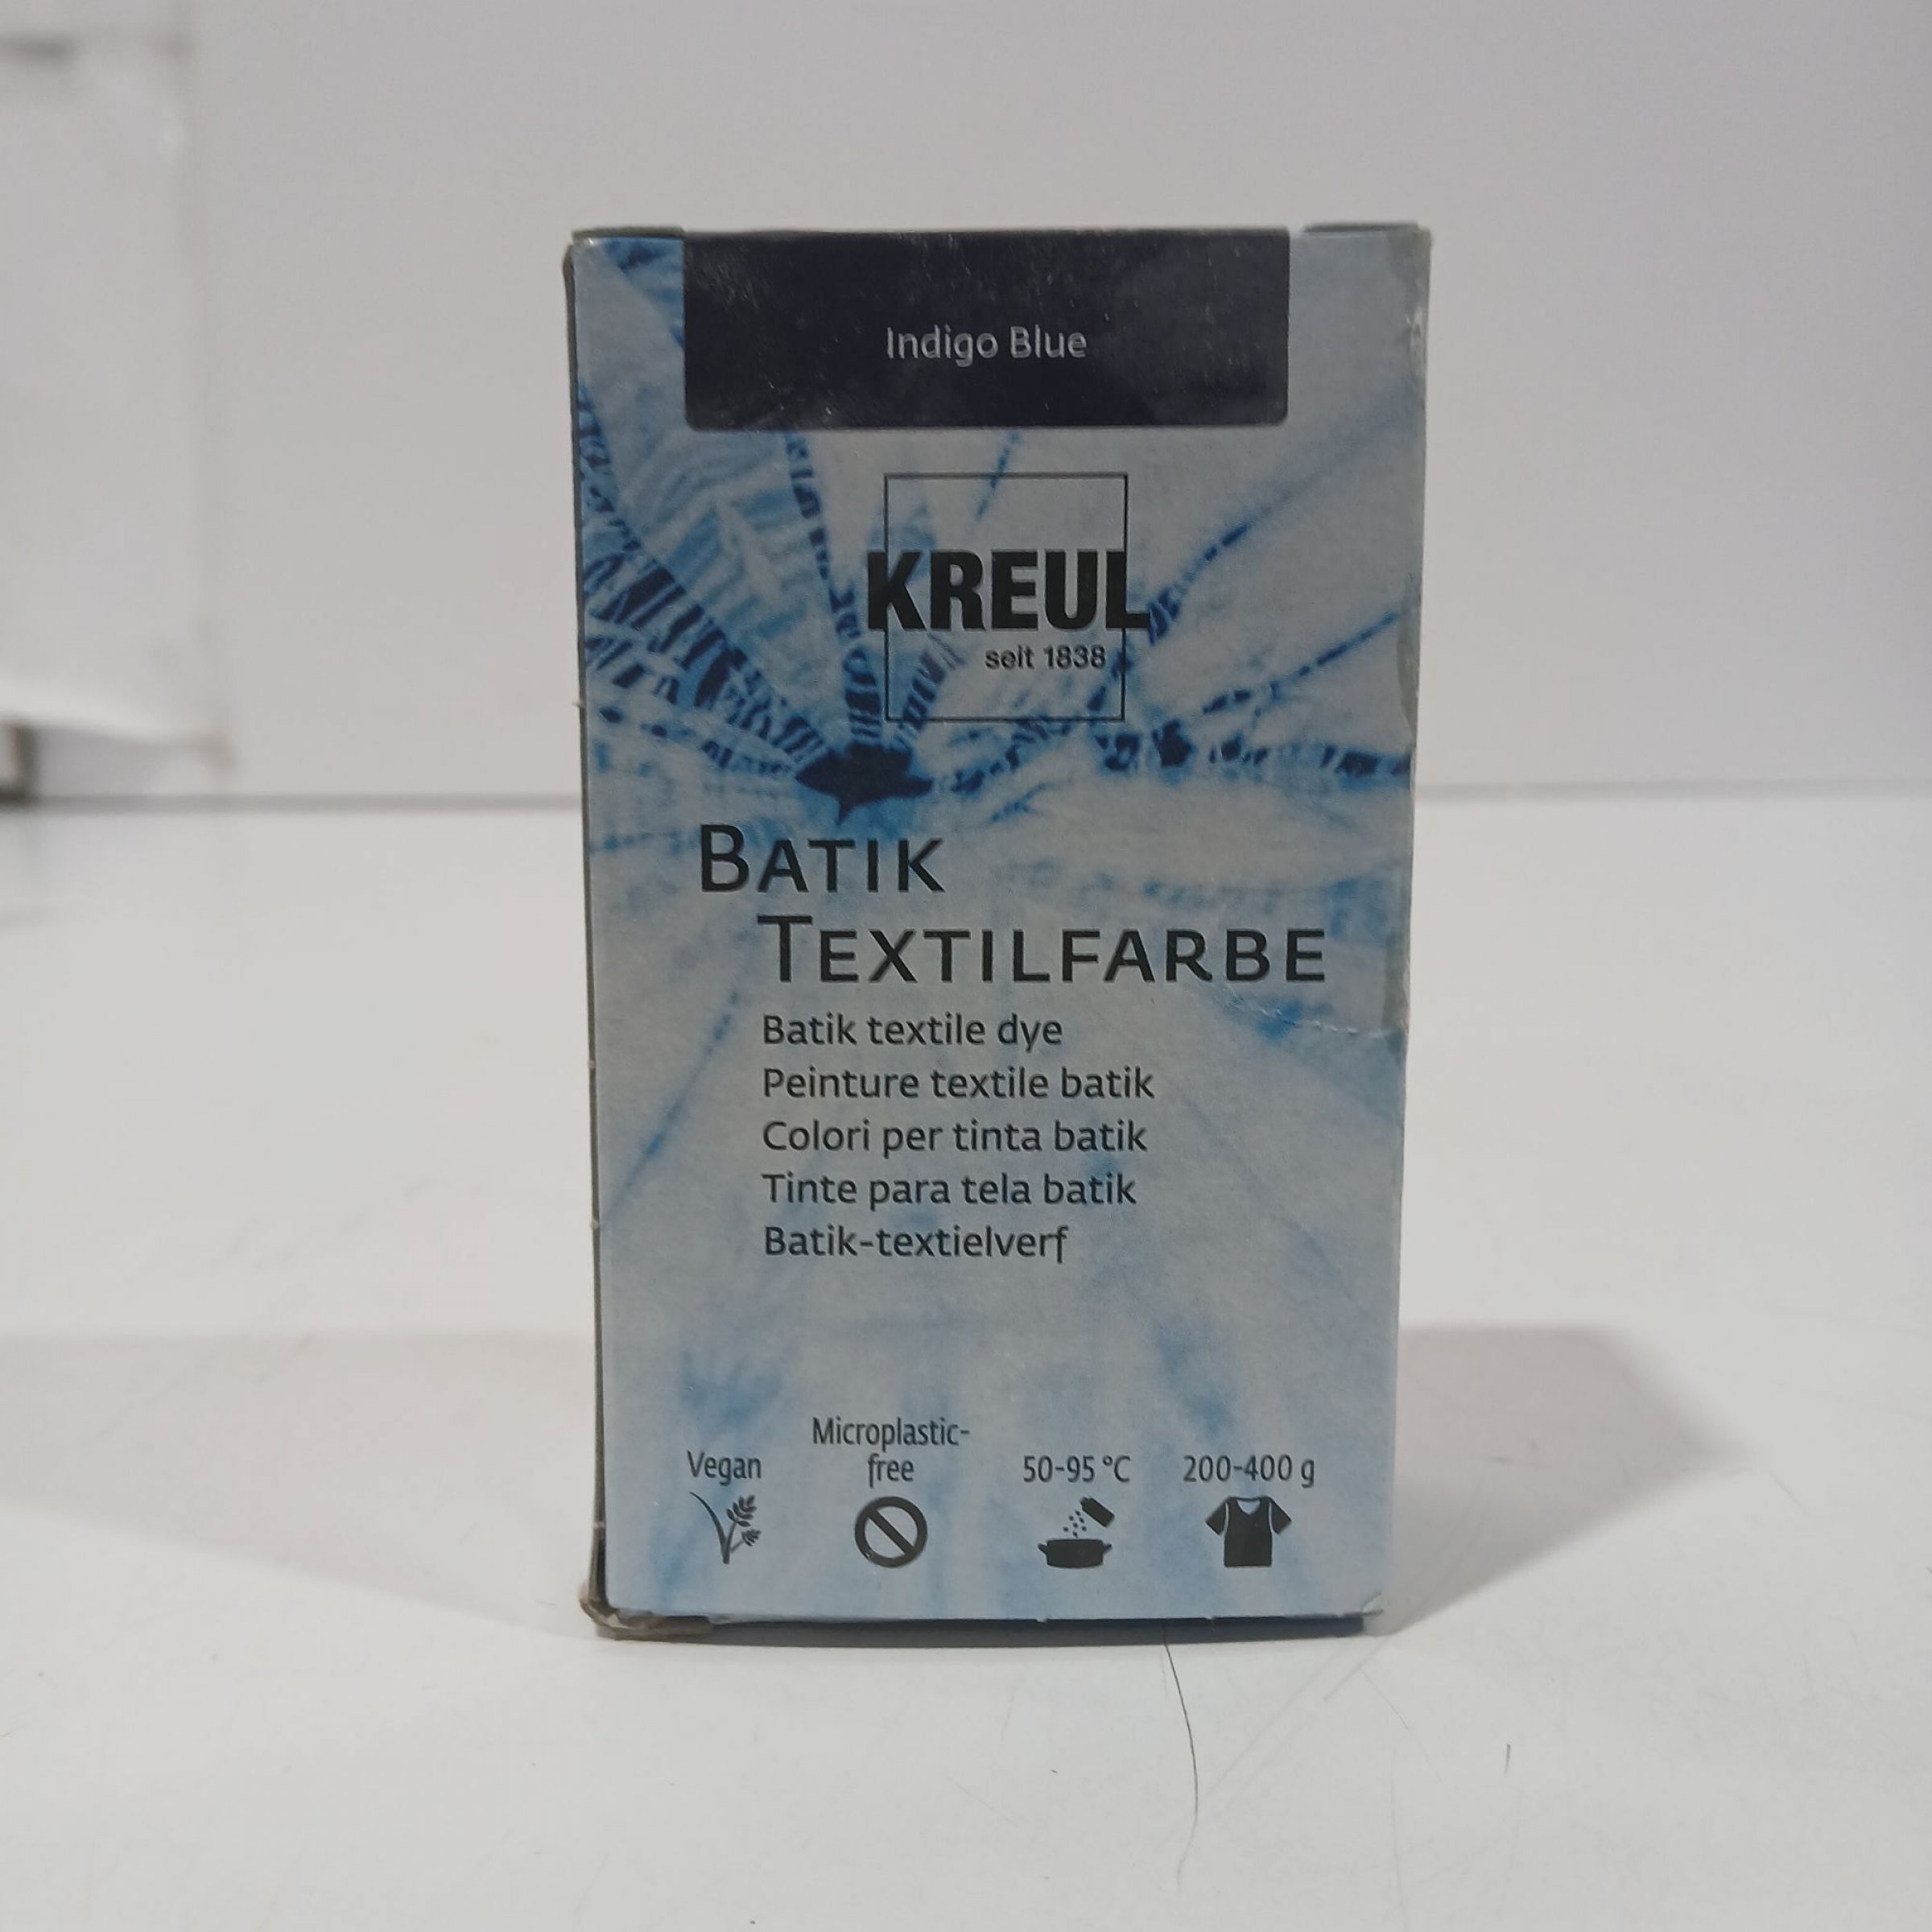 Indigo Blue
KREUL
seit 1838
BATIK
TEXTILFARBE
Batik textile dye
Peinture textile batik
Colori per tinta batik
Tinte para tela batik
Batik-textielverf
Vegan
Microplastic-
free
50-95 °C
200-400 g